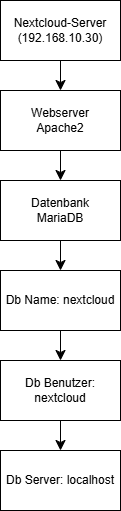 Nextcloud-Server
(192.168.10.30)
Webserver
Apache2
Datenbank
MariaDB
Db Name: nextcloud
Db Benutzer:
nextcloud
Db Server: localhost